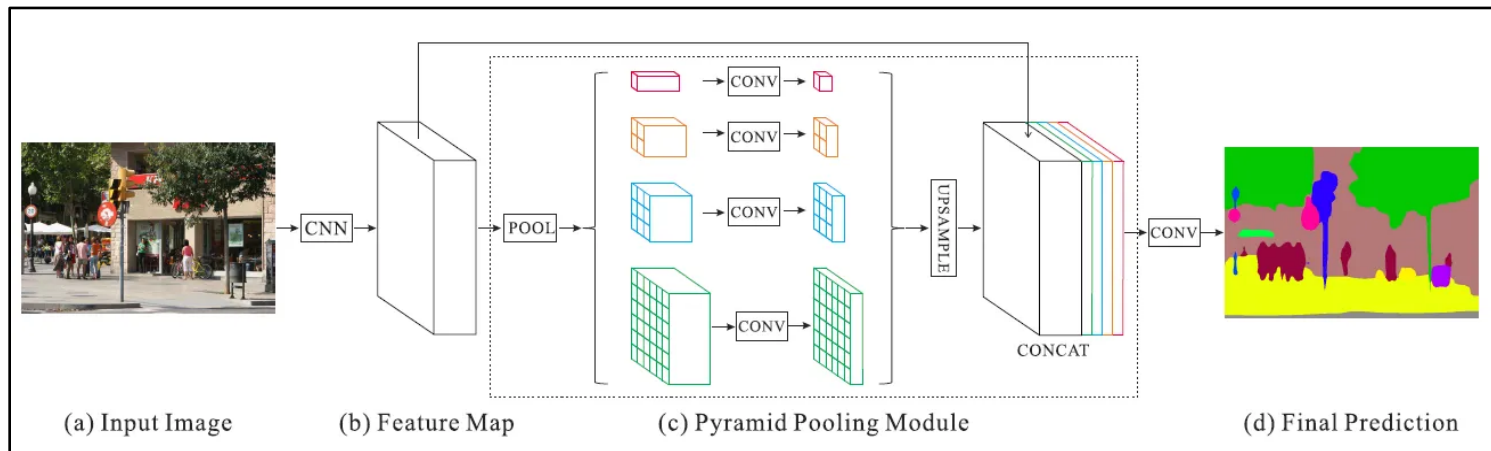 CNN
POOL
CONV
CONV
CONV
CONV
UPSAMPLE
CONCAT
CONV
(a) Input Image
(b) Feature Map
(c) Pyramid Pooling Module
(d) Final Prediction